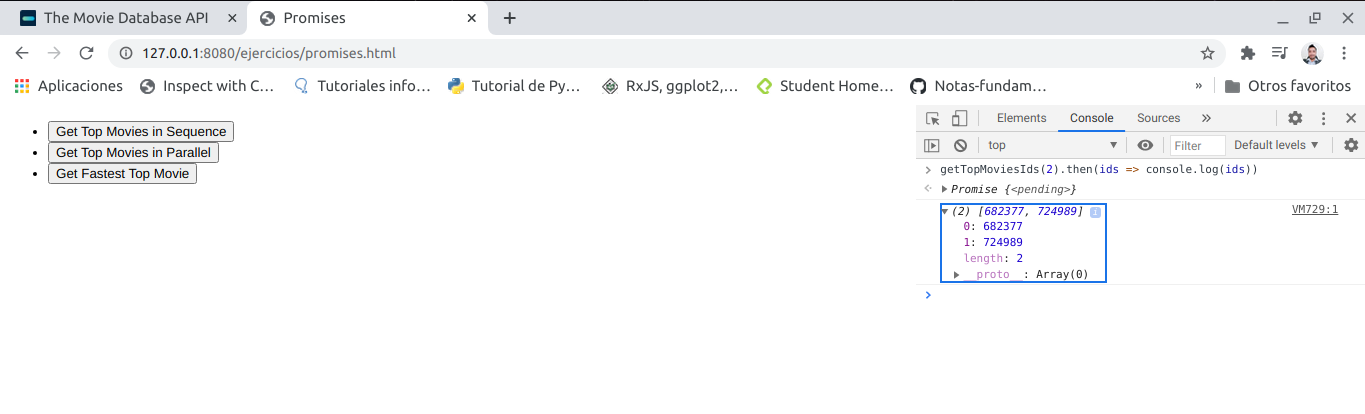 The Movie Database API
Promises
127.0.0.1:8080/ejercicios/promises.html
Aplicaciones
Inspect with C…
Tutoriales info…
Tutorial de Py…
RxJS, ggplot2,…
Student Home…
Notas-fundam…
»
Otros favoritos
Get Top Movies in Sequence
Get Top Movies in Parallel
Get Fastest Top Movie
Elements
Console
Sources
»
top
Filter
Default levels
getTopMoviesIds(2).then(ids => console.log(ids))
Promise {<pending>}
VM729:1
(2) [682377, 724989]
0: 682377
1: 724989
length: 2
__proto__: Array(0)